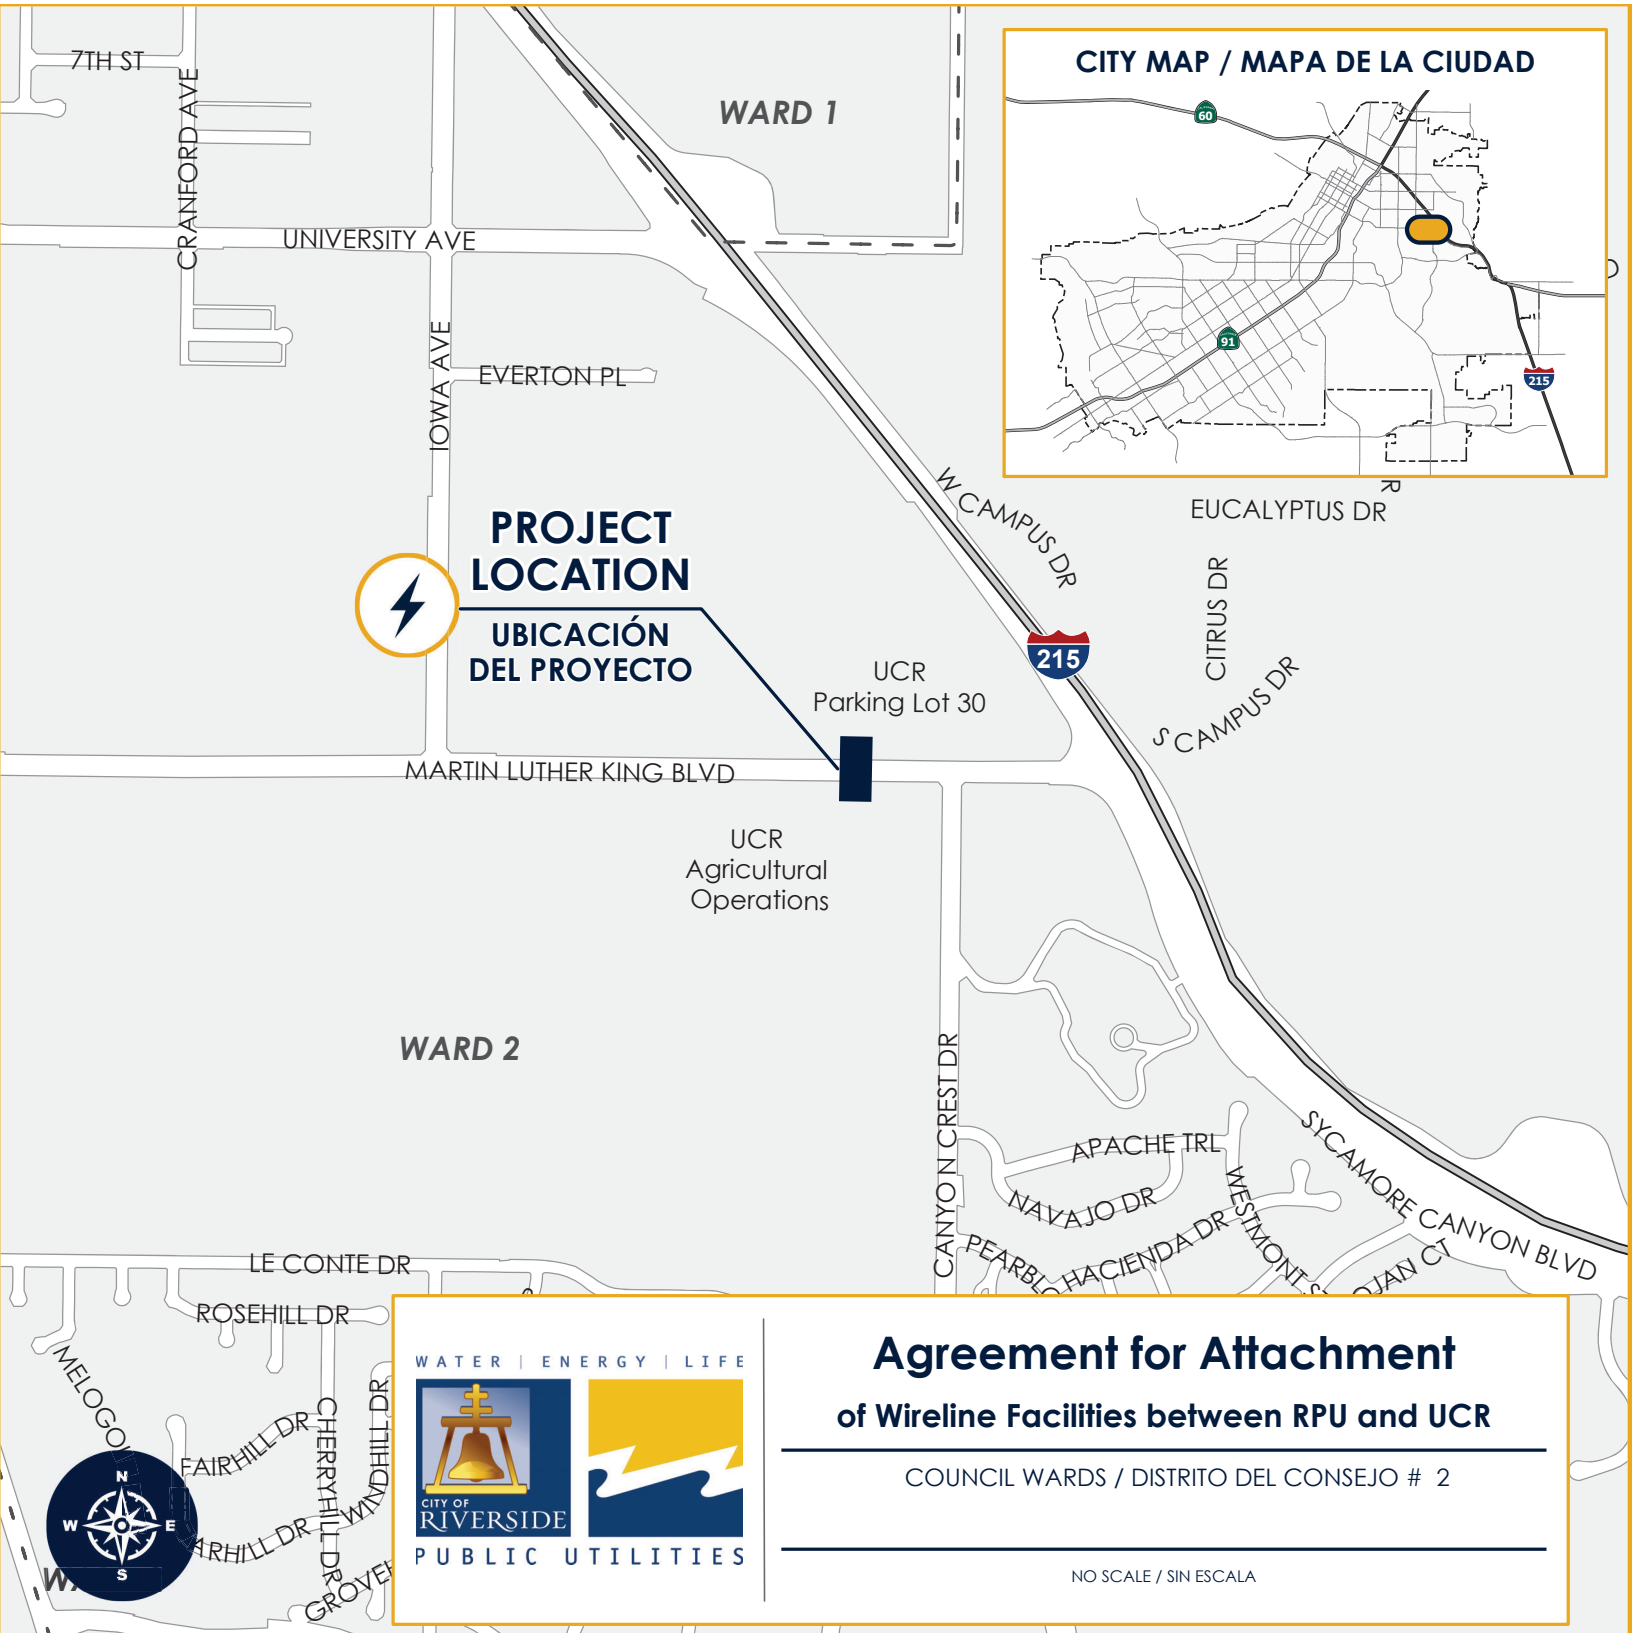 7TH ST
CRANFORD AVE
WARD 1
CITY MAP / MAPA DE LA CIUDAD
60
91
215
UNIVERSITY AVE
IOWA AVE
EVERTON PL
W CAMPUS DR
EUCALYPTUS DR
CITRUS DR
S CAMPUS DR
PROJECT
LOCATION
UBICACIÓN
DEL PROYECTO
215
UCR
Parking Lot 30
MARTIN LUTHER KING BLVD
UCR
Agricultural
Operations
WARD 2
CANYON CREST DR
APACHE TRL
NAVAJO DR
WESTMONT ST
HACIENDA DR
SYCAMORE CANYON BLVD
LE CONTE DR
ROSEHILL DR
FAIRHILL DR
CHERRYHILL DR
WINDHILL DR
N
W E
S
WATER | ENERGY | LIFE
CITY OF
RIVERSIDE
PUBLIC UTILITIES
Agreement for Attachment
of Wireline Facilities between RPU and UCR
COUNCIL WARDS / DISTRITO DEL CONSEJO # 2
NO SCALE / SIN ESCALA